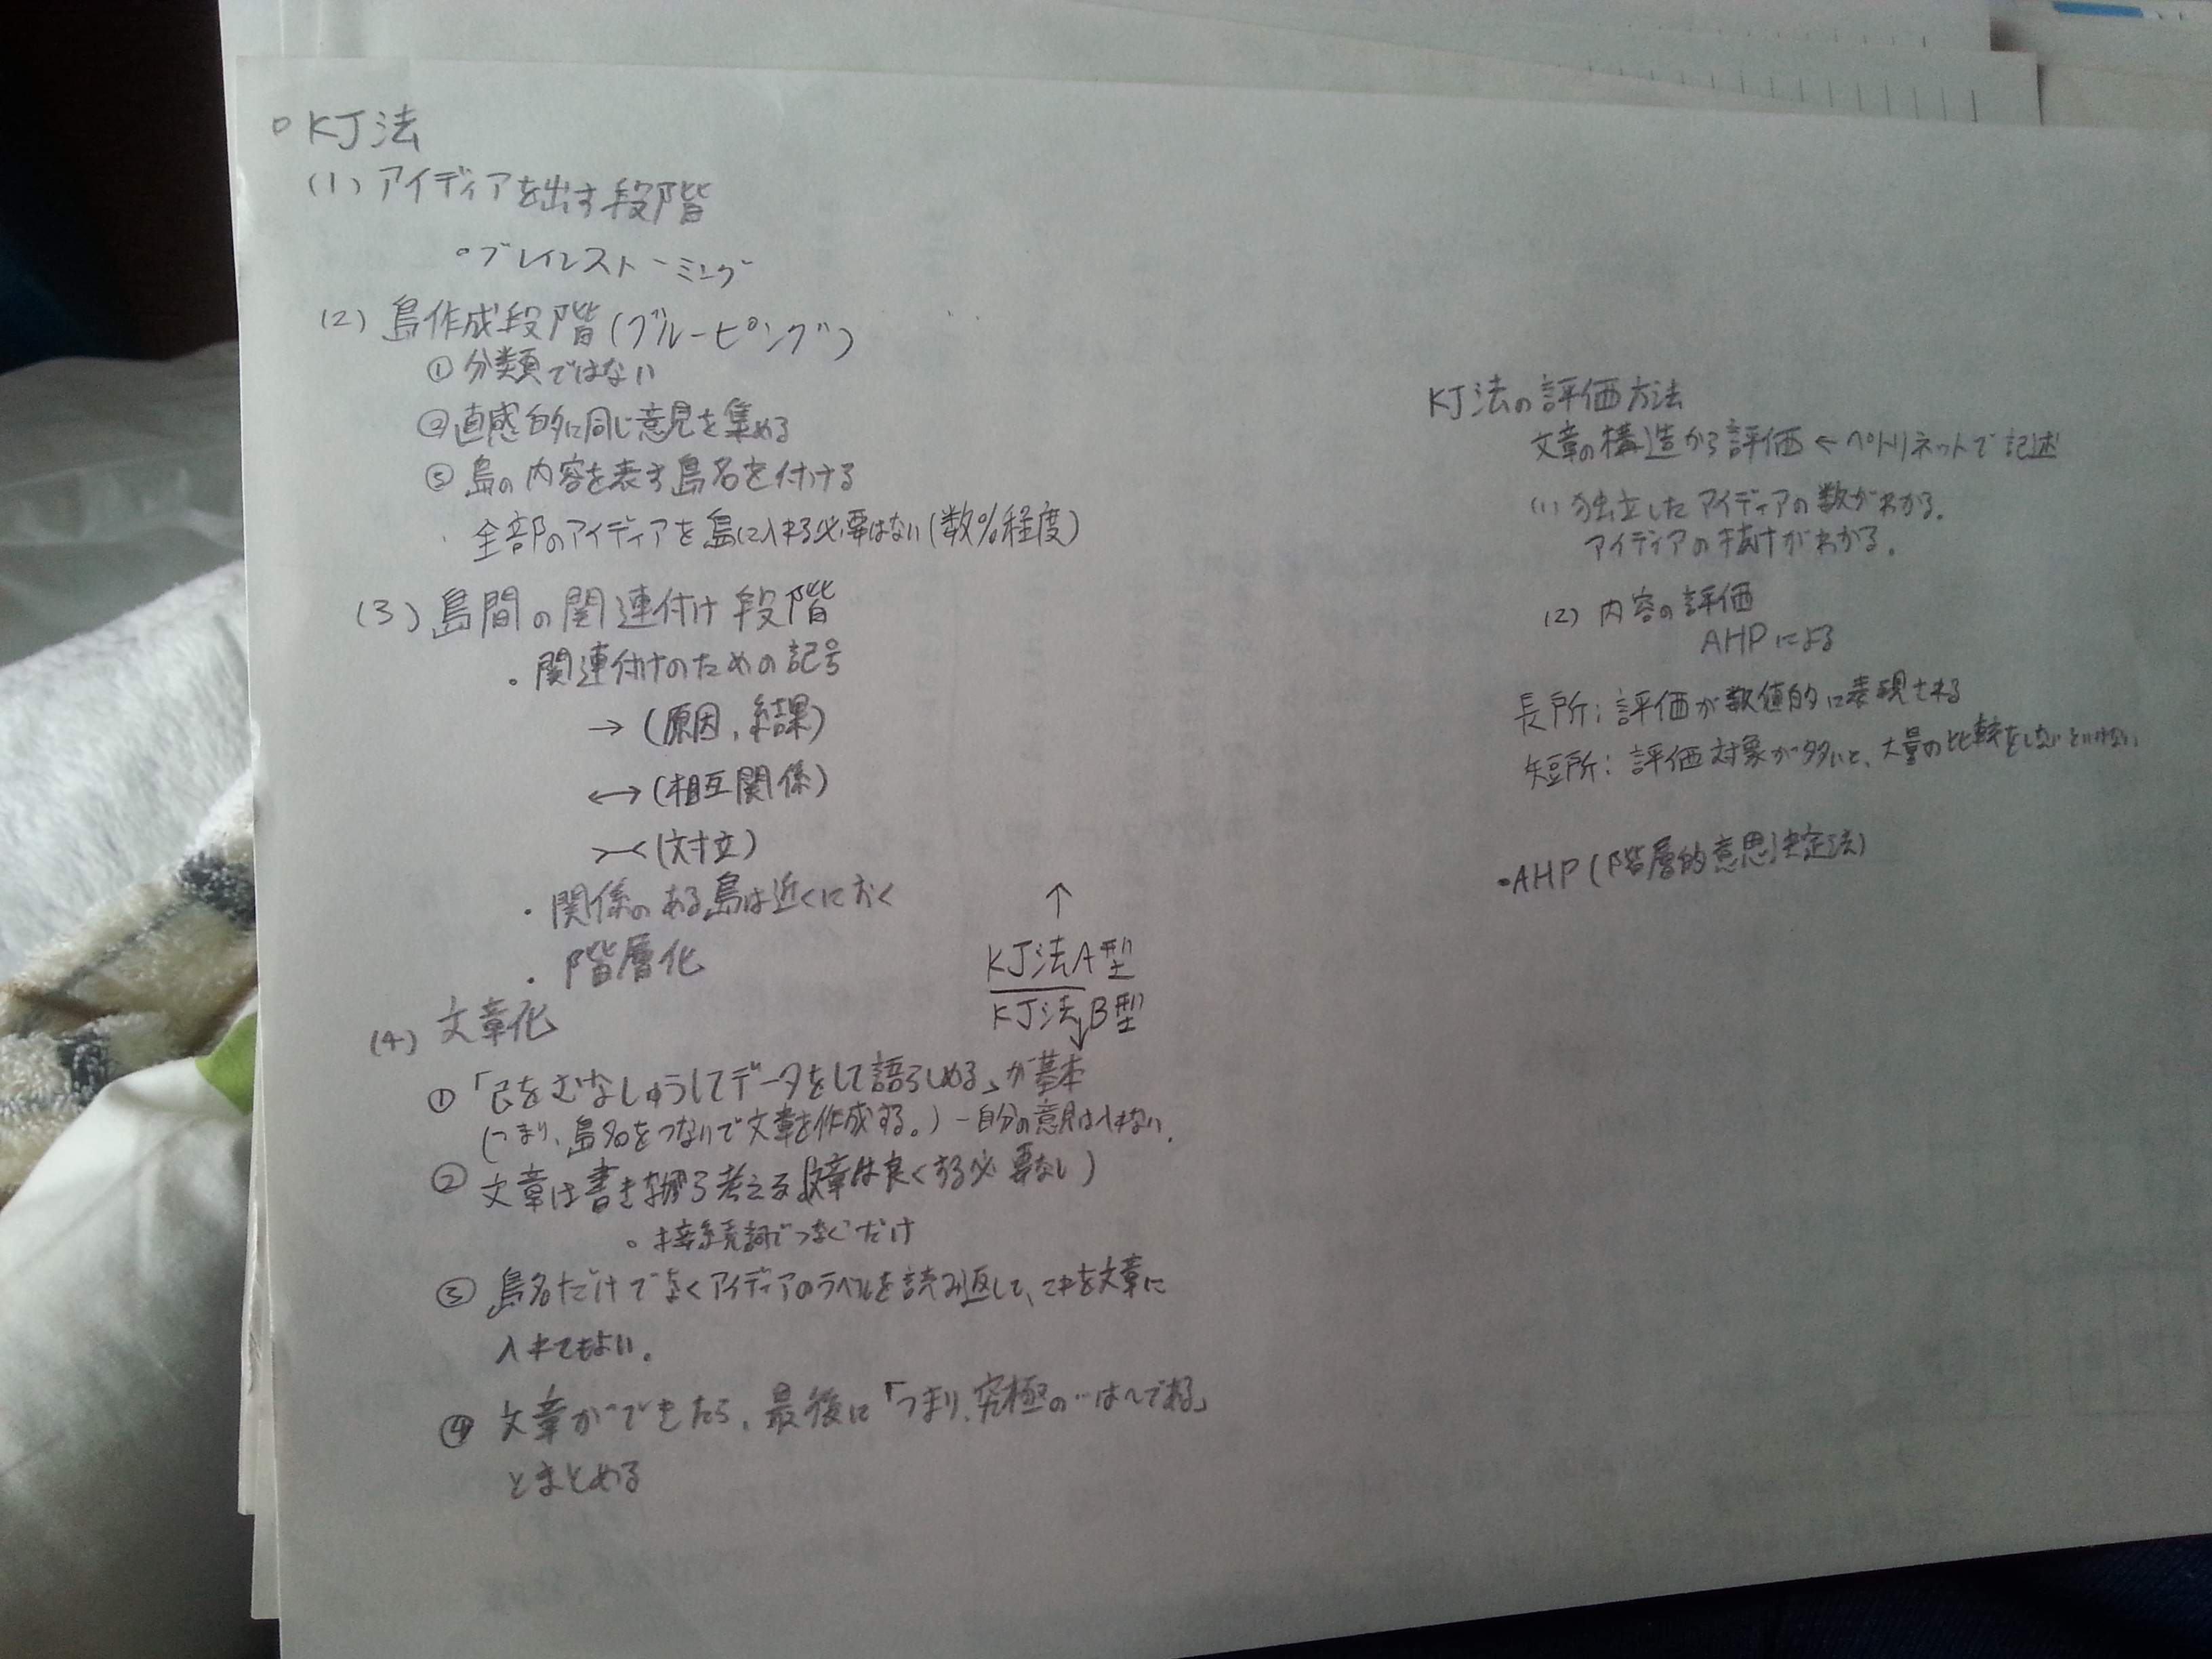 ○KJ法
(1) アイディアを出す段階
○ブレインストーミング
(2) 島作成段階(グルーピング)
① 分類ではない
② 直感的に同じ意見を集める
③ 島の内容を表す島名を付ける
全部のアイディアを島に入れる必要はない(数%程度)
(3) 島間の関連付け段階
・関連付けのための記号
→ (原因,結果)
↔ (相互関係)
>-< (対立)
・関係のある島は近くにおく
・階層化
↑
KJ法A型
KJ法B型
↓
(4) 文章化
① 「己をむなしゅうしてデータをして語らしめる」が基本
(つまり、島名をつないで文章を作成する。) - 自分の意見は入れない。
② 文章は書きながら考える(文章は良くする必要なし)
○接続詞でつなぐだけ
③ 島名だけでなくアイディアのラベルを読み返して、これを文章に
入れてもよい。
④ 文章ができたら、最後に「つまり、究極の…は~である」
とまとめる
KJ法の評価方法
文章の構造から評価 ← ペトリネットで記述
(1) 独立したアイディアの数がわかる。
アイディアの抜けがわかる。
(2) 内容の評価
AHPによる
長所: 評価が数値的に表現される
短所: 評価対象が多いと、大量の比較をしないといけない
・AHP (階層的意思決定法)